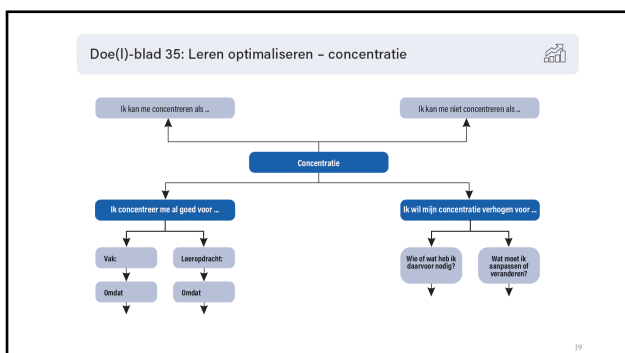 Doe(l)-blad 35: Leren optimaliseren – concentratie
Ik kan me concentreren als ...
Ik kan me niet concentreren als ...
Concentratie
Ik concentreer me al goed voor ...
Ik wil mijn concentratie verhogen voor ...
Vak:
Leeropdracht:
Wie of wat heb ik
daarvoor nodig?
Wat moet ik
aanpassen of
veranderen?
Omdat
Omdat
19